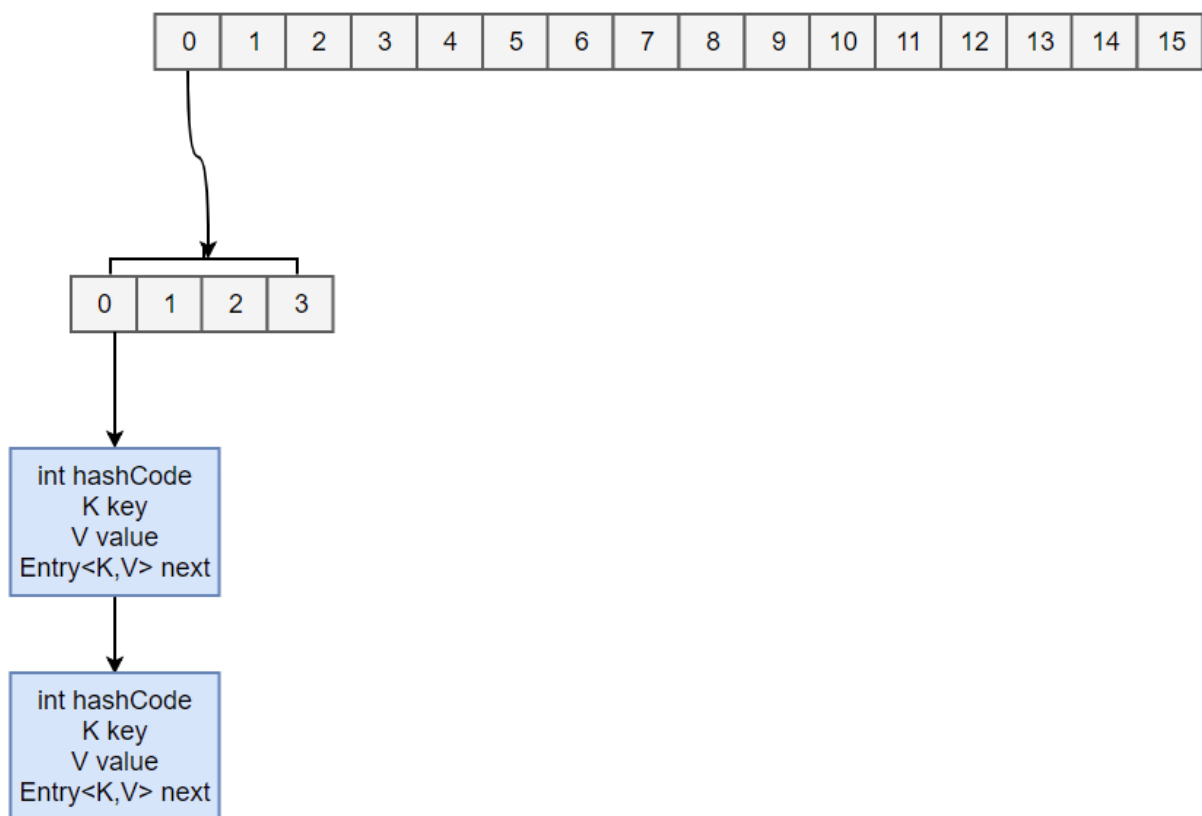 0 1 2 3 4 5 6 7 8 9 10 11 12 13 14 15
0 1 2 3
int hashCode
K key
V value
Entry<K,V> next
int hashCode
K key
V value
Entry<K,V> next